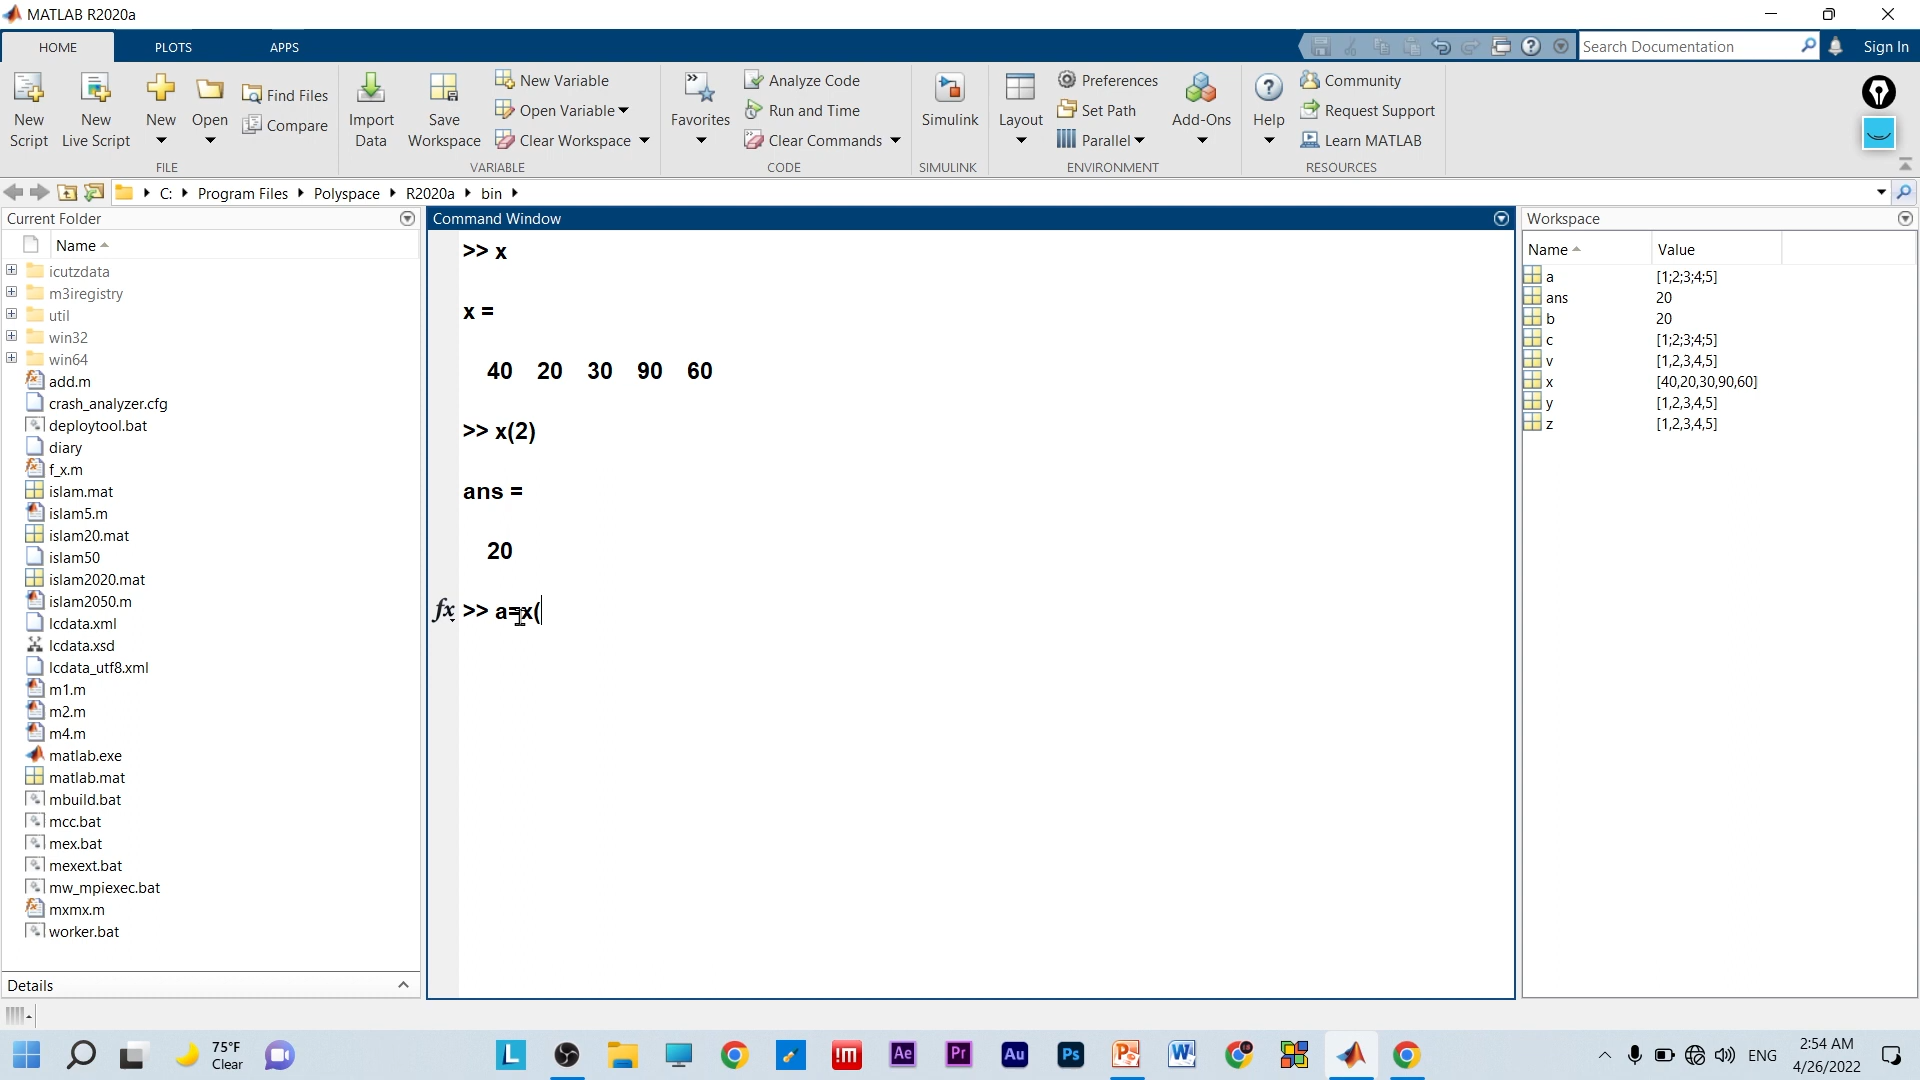 MATLAB R2020a
HOME PLOTS APPS
Search Documentation Sign In
New Script
New Live Script
New
Open
Find Files
Compare
FILE
Import Data
Save Workspace
New Variable
Open Variable
Clear Workspace
VARIABLE
Favorites
Analyze Code
Run and Time
Clear Commands
CODE
Simulink
SIMULINK
Layout
Preferences
Set Path
Parallel
Add-Ons
ENVIRONMENT
Help
Community
Request Support
Learn MATLAB
RESOURCES
C: Program Files Polyspace R2020a bin
Current Folder
Name
icutzdata
m3iregistry
util
win32
win64
add.m
crash_analyzer.cfg
deploytool.bat
diary
f_x.m
islam.mat
islam5.m
islam20.mat
islam50
islam2020.mat
islam2050.m
lcdata.xml
lcdata.xsd
lcdata_utf8.xml
m1.m
m2.m
m4.m
matlab.exe
matlab.mat
mbuild.bat
mcc.bat
mex.bat
mexext.bat
mw_mpiexec.bat
mxmx.m
worker.bat
Details
Command Window
>> x
x =
40 20 30 90 60
>> x(2)
ans =
20
fx >> a=x(
Workspace
Name Value
a [1;2;3;4;5]
ans 20
b 20
c [1;2;3;4;5]
v [1,2,3,4,5]
x [40,20,30,90,60]
y [1,2,3,4,5]
z [1,2,3,4,5]
75°F
Clear
L
!m
Ae
Pr
Au
Ps
P
W
ENG
2:54 AM
4/26/2022